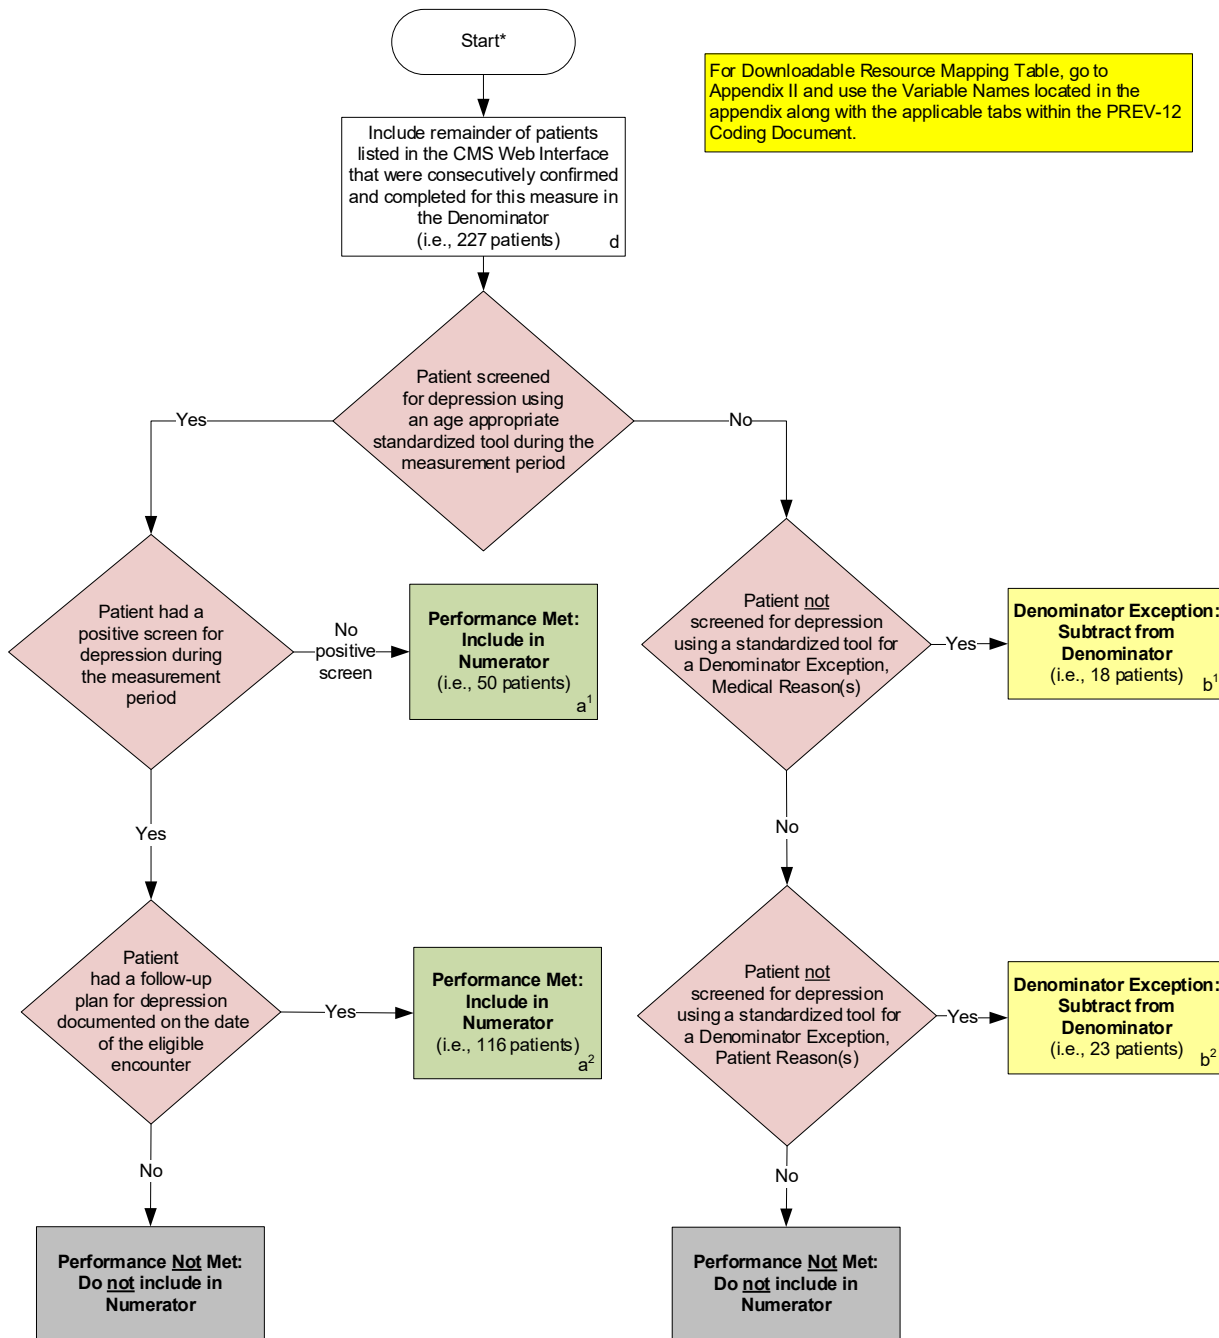 Start*
For Downloadable Resource Mapping Table, go to
Appendix II and use the Variable Names located in the
appendix along with the applicable tabs within the PREV-12
Coding Document.
Include remainder of patients
listed in the CMS Web Interface
that were consecutively confirmed
and completed for this measure in
the Denominator
(i.e., 227 patients)
d
Patient screened
for depression using
an age appropriate
standardized tool during the
measurement period
Yes
No
Patient had a
positive screen for
depression during
the measurement
period
No
positive
screen
Performance Met:
Include in
Numerator
(i.e., 50 patients)
a¹
Patient not
screened for depression
using a standardized tool for
a Denominator Exception,
Medical Reason(s)
Yes
Denominator Exception:
Subtract from
Denominator
(i.e., 18 patients)
b¹
Yes
No
Patient
had a follow-up
plan for depression
documented on the date
of the eligible
encounter
Yes
Performance Met:
Include in
Numerator
(i.e., 116 patients)
a²
Patient not
screened for depression
using a standardized tool for
a Denominator Exception,
Patient Reason(s)
Yes
Denominator Exception:
Subtract from
Denominator
(i.e., 23 patients)
b²
No
No
Performance Not Met:
Do not include in
Numerator
Performance Not Met:
Do not include in
Numerator